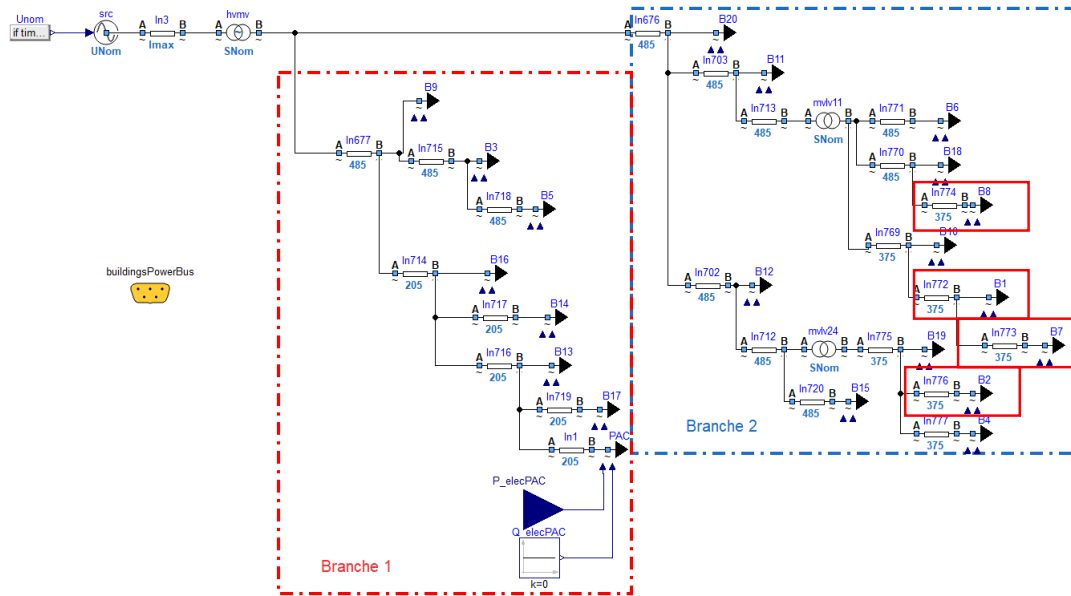 Unom
if tim...
src
~
UNom
A ln3 B
~ ~
Imax
hvmv
A B
~ ~
SNom
A ln676 B
~ ~
485
B20
A ln703 B
~ ~
485
B11
A ln713 B
~ ~
485
mvlv11
A B
~ ~
SNom
A ln771 B
~ ~
485
B6
A ln770 B
~ ~
485
B18
A ln774 B
~ ~
375
B8
A ln769 B
~ ~
375
B10
A ln772 B
~ ~
375
B1
A ln773 B
~ ~
375
B7
A ln702 B
~ ~
485
B12
A ln712 B
~ ~
485
mvlv24
A B
~ ~
SNom
A ln775 B
~ ~
375
B19
A ln720 B
~ ~
485
B15
A ln776 B
~ ~
375
B2
A ln777 B
~ ~
375
B4
Branche 2
B9
A ln677 B
~ ~
485
A ln715 B
~ ~
485
B3
A ln718 B
~ ~
485
B5
A ln714 B
~ ~
205
B16
A ln717 B
~ ~
205
B14
A ln716 B
~ ~
205
B13
A ln719 B
~ ~
205
B17
A ln1 B
~ ~
205
PAC
P_elecPAC
Q_elecPAC
k=0
Branche 1
buildingsPowerBus